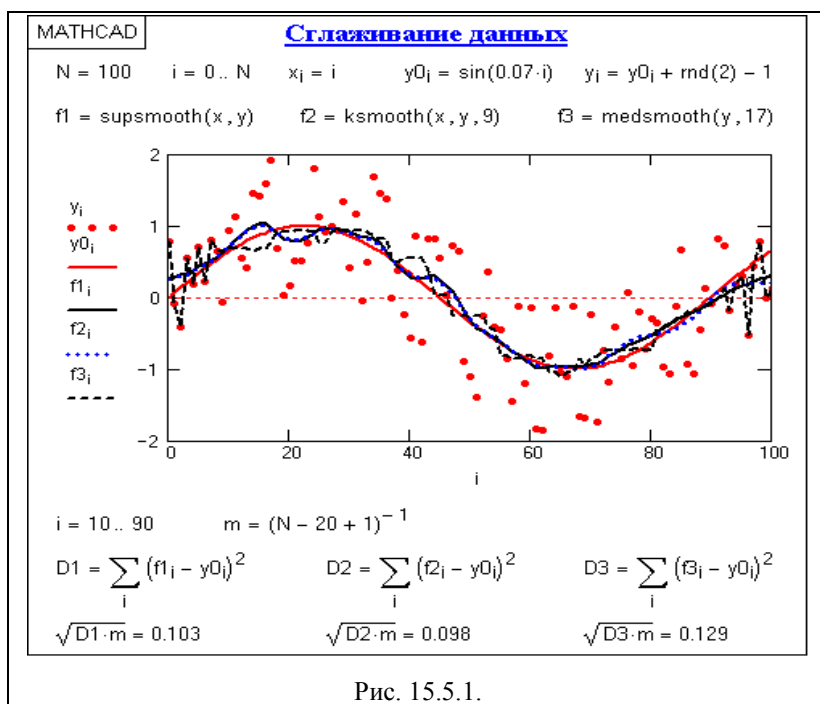 MATHCAD
Сглаживание данных
N = 100 i = 0 .. N xᵢ = i y0ᵢ = sin(0.07·i) yᵢ = y0ᵢ + rnd(2) − 1
f1 = supsmooth(x , y) f2 = ksmooth(x , y , 9) f3 = medsmooth(y , 17)
yᵢ
y0ᵢ
f1ᵢ
f2ᵢ
f3ᵢ
2
1
0
−1
−2
0 20 40 60 80 100
i
i = 10 .. 90 m = (N − 20 + 1)⁻¹
D1 = ∑ᵢ (f1ᵢ − y0ᵢ)² D2 = ∑ᵢ (f2ᵢ − y0ᵢ)² D3 = ∑ᵢ (f3ᵢ − y0ᵢ)²
√(D1·m) = 0.103 √(D2·m) = 0.098 √(D3·m) = 0.129
Рис. 15.5.1.